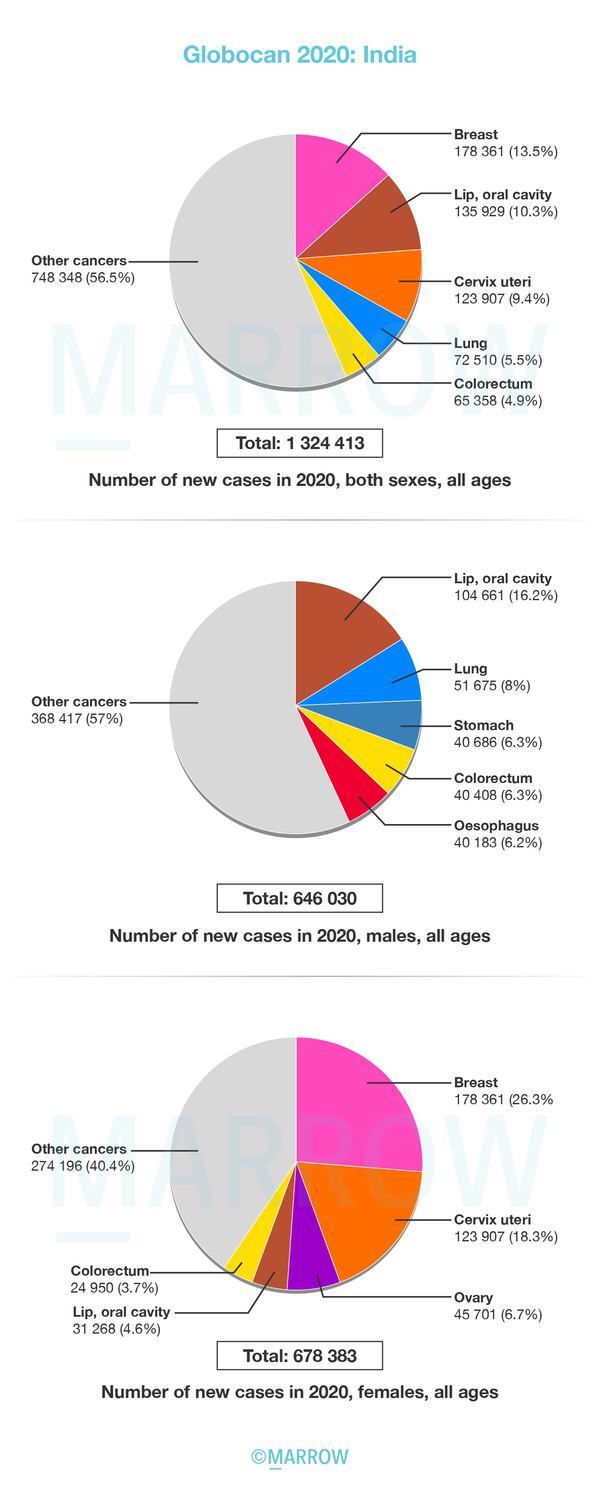 Globocan 2020: India
Breast
178 361 (13.5%)
Lip, oral cavity
135 929 (10.3%)
Other cancers
748 348 (56.5%)
Cervix uteri
123 907 (9.4%)
Lung
72 510 (5.5%)
Colorectum
65 358 (4.9%)
MARROW
Total: 1 324 413
Number of new cases in 2020, both sexes, all ages
Lip, oral cavity
104 661 (16.2%)
Lung
51 675 (8%)
Other cancers
368 417 (57%)
Stomach
40 686 (6.3%)
Colorectum
40 408 (6.3%)
Oesophagus
40 183 (6.2%)
Total: 646 030
Number of new cases in 2020, males, all ages
Breast
178 361 (26.3%
MARROW
Other cancers
274 196 (40.4%)
Cervix uteri
123 907 (18.3%)
Colorectum
24 950 (3.7%)
Ovary
45 701 (6.7%)
Lip, oral cavity
31 268 (4.6%)
Total: 678 383
Number of new cases in 2020, females, all ages
©MARROW